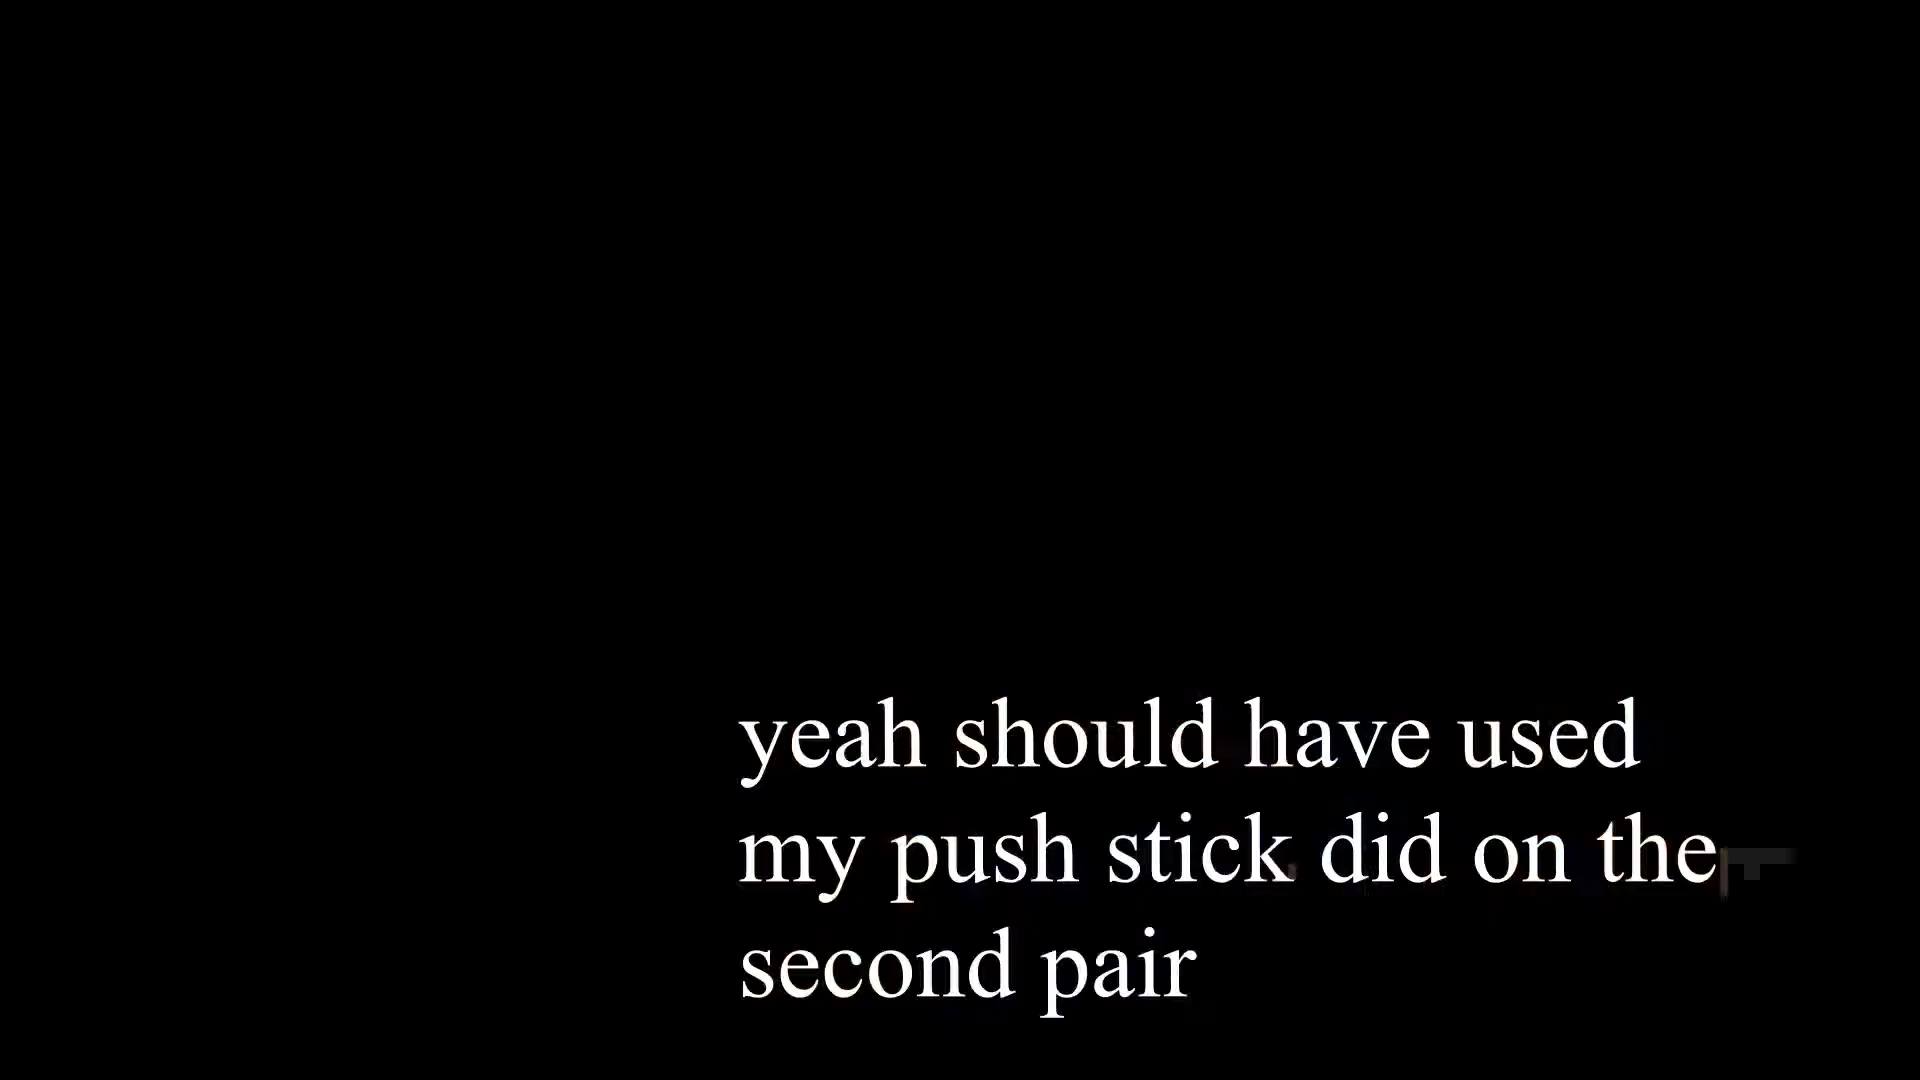 yeah should have used
my push stick did on the
second pair